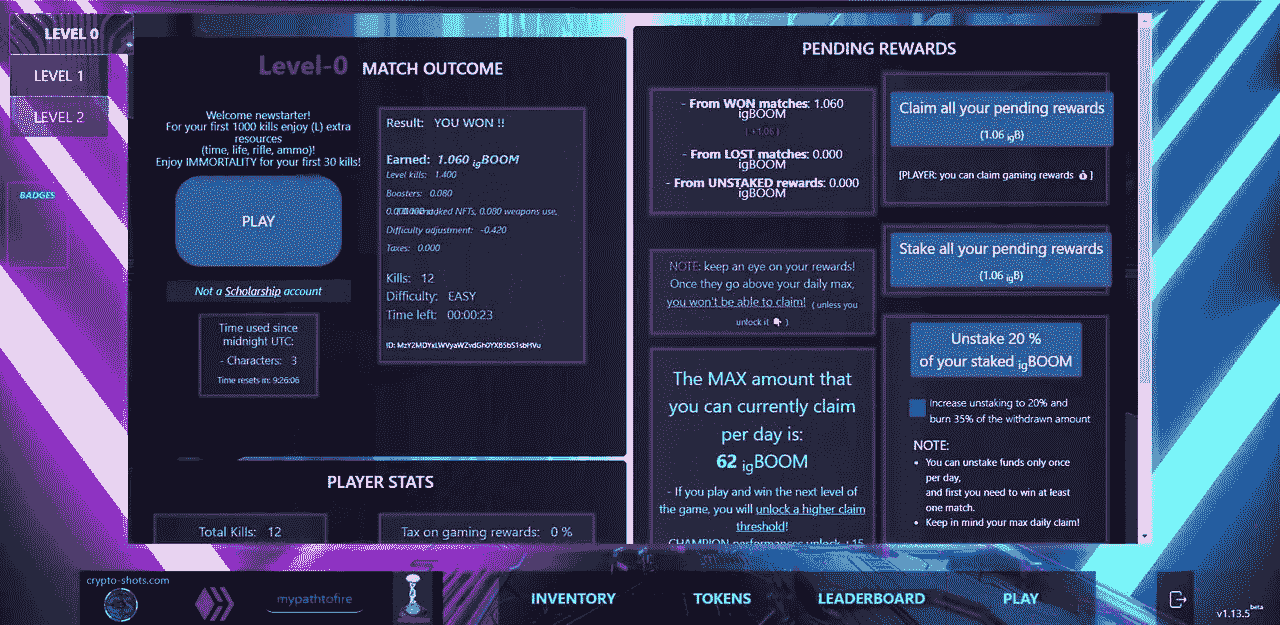 LEVEL 0
LEVEL 1
LEVEL 2
BADGES
Level-0 MATCH OUTCOME
Welcome newstarter!
For your first 1000 kills enjoy (L) extra
resources
(time, life, rifle, ammo)!
Enjoy IMMORTALITY for your first 30 kills!
PLAY
Not a Scholarship account
Time used since
midnight UTC:
- Characters: 3
Time resets in: 9:26:06
Result: YOU WON !!
Earned: 1.060 igBOOM
Level kills: 1.400
Boosters: 0.080
staked NFTs, 0.080 weapons use,
Difficulty adjustment: -0.420
Taxes: 0.000
Kills: 12
Difficulty: EASY
Time left: 00:00:23
PLAYER STATS
Total Kills: 12
Tax on gaming rewards: 0 %
PENDING REWARDS
- From WON matches: 1.060
igBOOM
( +1.06 )
- From LOST matches: 0.000
igBOOM
- From UNSTAKED rewards: 0.000
igBOOM
NOTE: keep an eye on your rewards!
Once they go above your daily max,
you won't be able to claim! ( unless you
unlock it )
The MAX amount that
you can currently claim
per day is:
62 igBOOM
- If you play and win the next level of
the game, you will unlock a higher claim
threshold!
CHAMPION performances unlock +15
Claim all your pending rewards
(1.06 igB)
[PLAYER: you can claim gaming rewards ]
Stake all your pending rewards
(1.06 igB)
Unstake 20 %
of your staked igBOOM
Increase unstaking to 20% and
burn 35% of the withdrawn amount
NOTE:
• You can unstake funds only once
per day,
and first you need to win at least
one match.
• Keep in mind your max daily claim!
crypto-shots.com
mypathtofire
INVENTORY
TOKENS
LEADERBOARD
PLAY
v1.13.5 beta